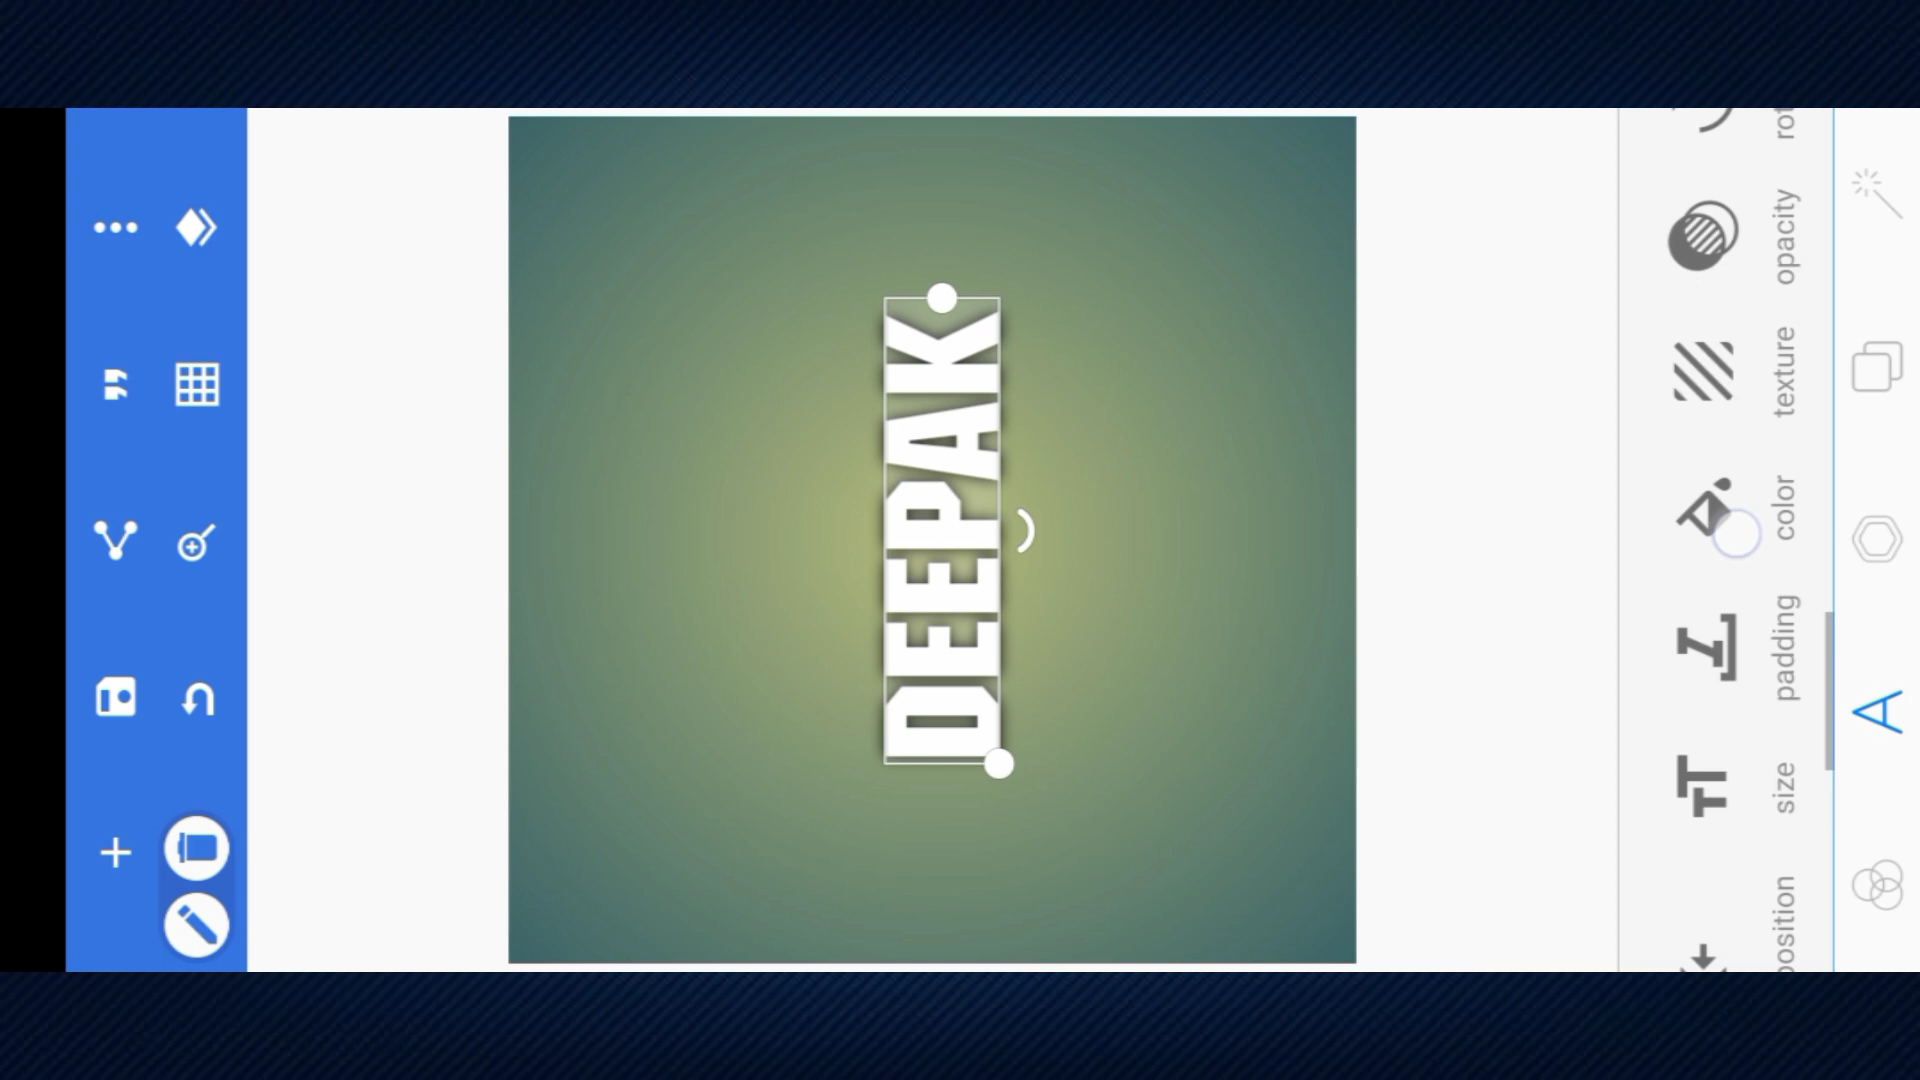 DEEPAK
osition
size
padding
color
texture
opacity
rot